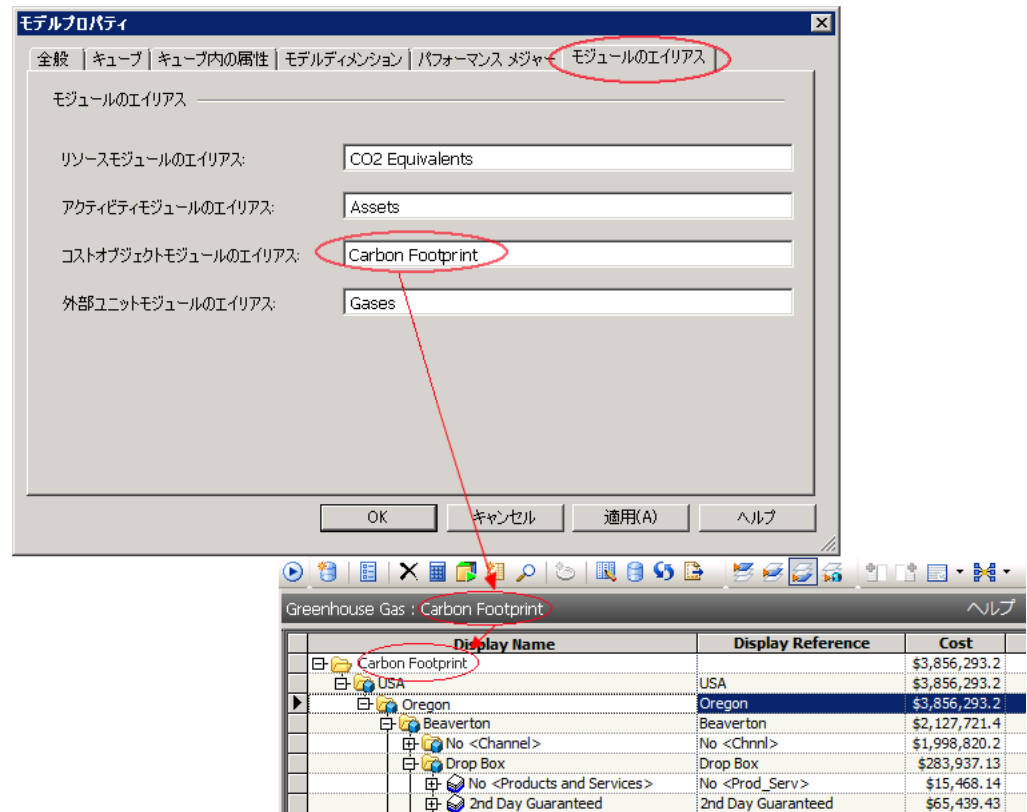 モデルプロパティ
全般 キューブ キューブ内の属性 モデルディメンション パフォーマンス メジャー モジュールのエイリアス
モジュールのエイリアス
リソースモジュールのエイリアス: CO2 Equivalents
アクティビティモジュールのエイリアス: Assets
コストオブジェクトモジュールのエイリアス: Carbon Footprint
外部ユニットモジュールのエイリアス: Gases
OK キャンセル 適用(A) ヘルプ
Greenhouse Gas : Carbon Footprint ヘルプ
Display Name Display Reference Cost
Carbon Footprint $3,856,293.2
USA USA $3,856,293.2
Oregon Oregon $3,856,293.2
Beaverton Beaverton $2,127,721.4
No <Channel> No <Chnnl> $1,998,820.2
Drop Box Drop Box $283,937.13
No <Products and Services> No <Prod_Serv> $15,468.14
2nd Day Guaranteed 2nd Day Guaranteed $65,439.43